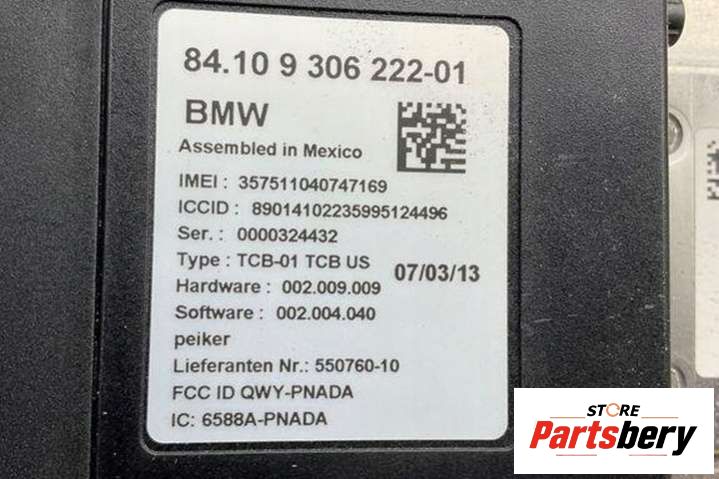 84.10 9 306 222-01
BMW
Assembled in Mexico
IMEI : 357511040747169
ICCID : 89014102235995124496
Ser. : 0000324432
Type : TCB-01 TCB US 07/03/13
Hardware : 002.009.009
Software : 002.004.040
peiker
Lieferanten Nr.: 550760-10
FCC ID QWY-PNADA
IC: 6588A-PNADA
STORE
Partsbery